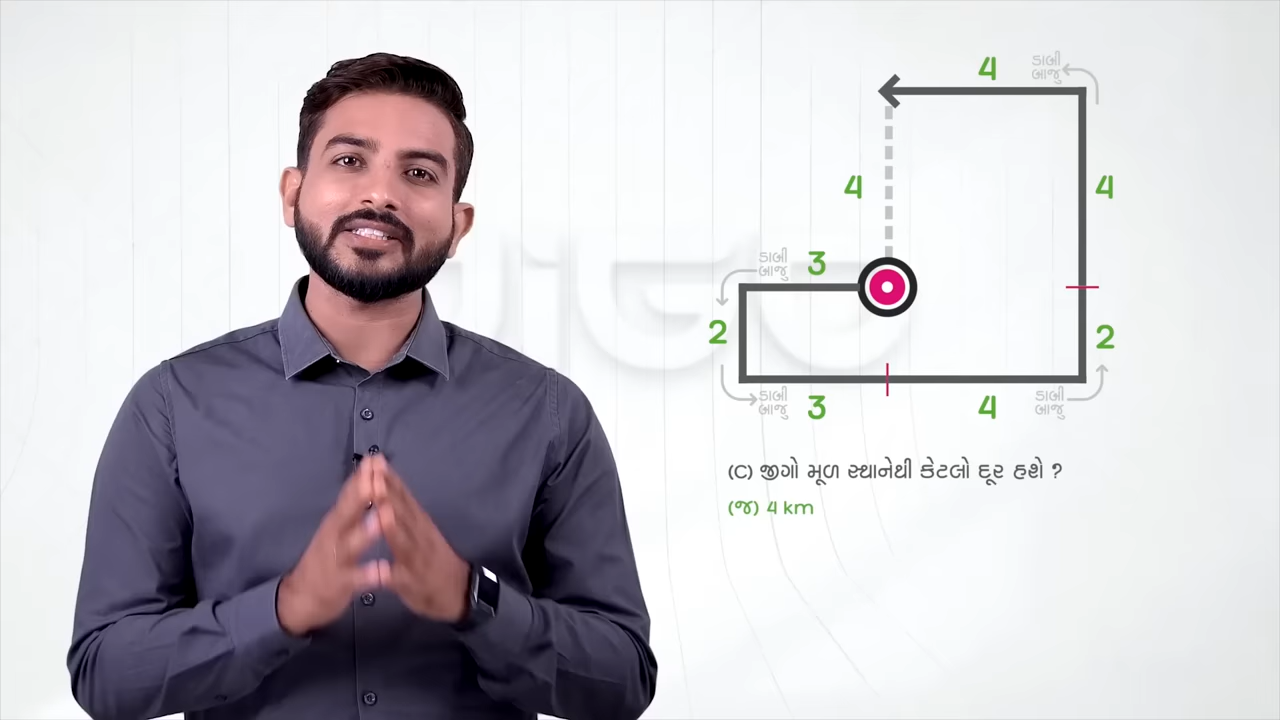 4
ડાબી
બાજુ
4
4
3
ડાબી
બાજુ
2
2
ડાબી
બાજુ
3
4
ડાબી
બાજુ
(C) જીગો મૂળ સ્થાનેથી કેટલો દૂર હશે ?
(જ) 4 km